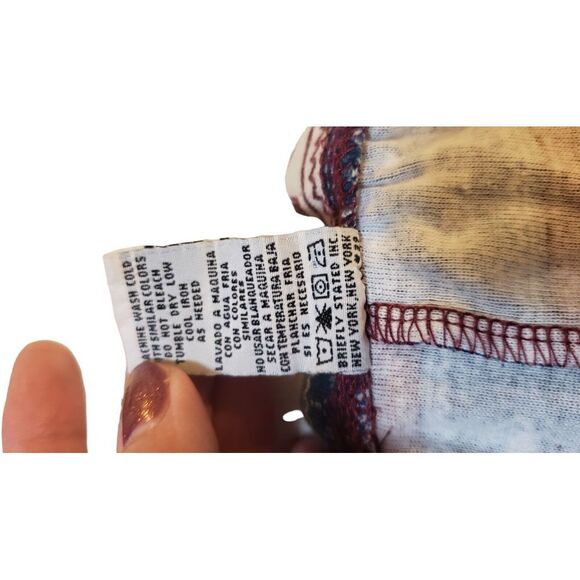 MACHINE WASH COLD
WITH SIMILAR COLORS
DO NOT BLEACH
TUMBLE DRY LOW
COOL IRON
AS NEEDED
LAVADO A MAQUINA
CON AGUA FRIA
CON COLORES
SIMILARES
NO USAR BLANQUEADOR
SECAR A MAQUINA
CON TEMPERATURA BAJA
PLANCHAR FRIA
SI ES NECESARIO
BRIEFLY STATED INC.
NEW YORK NEW YORK